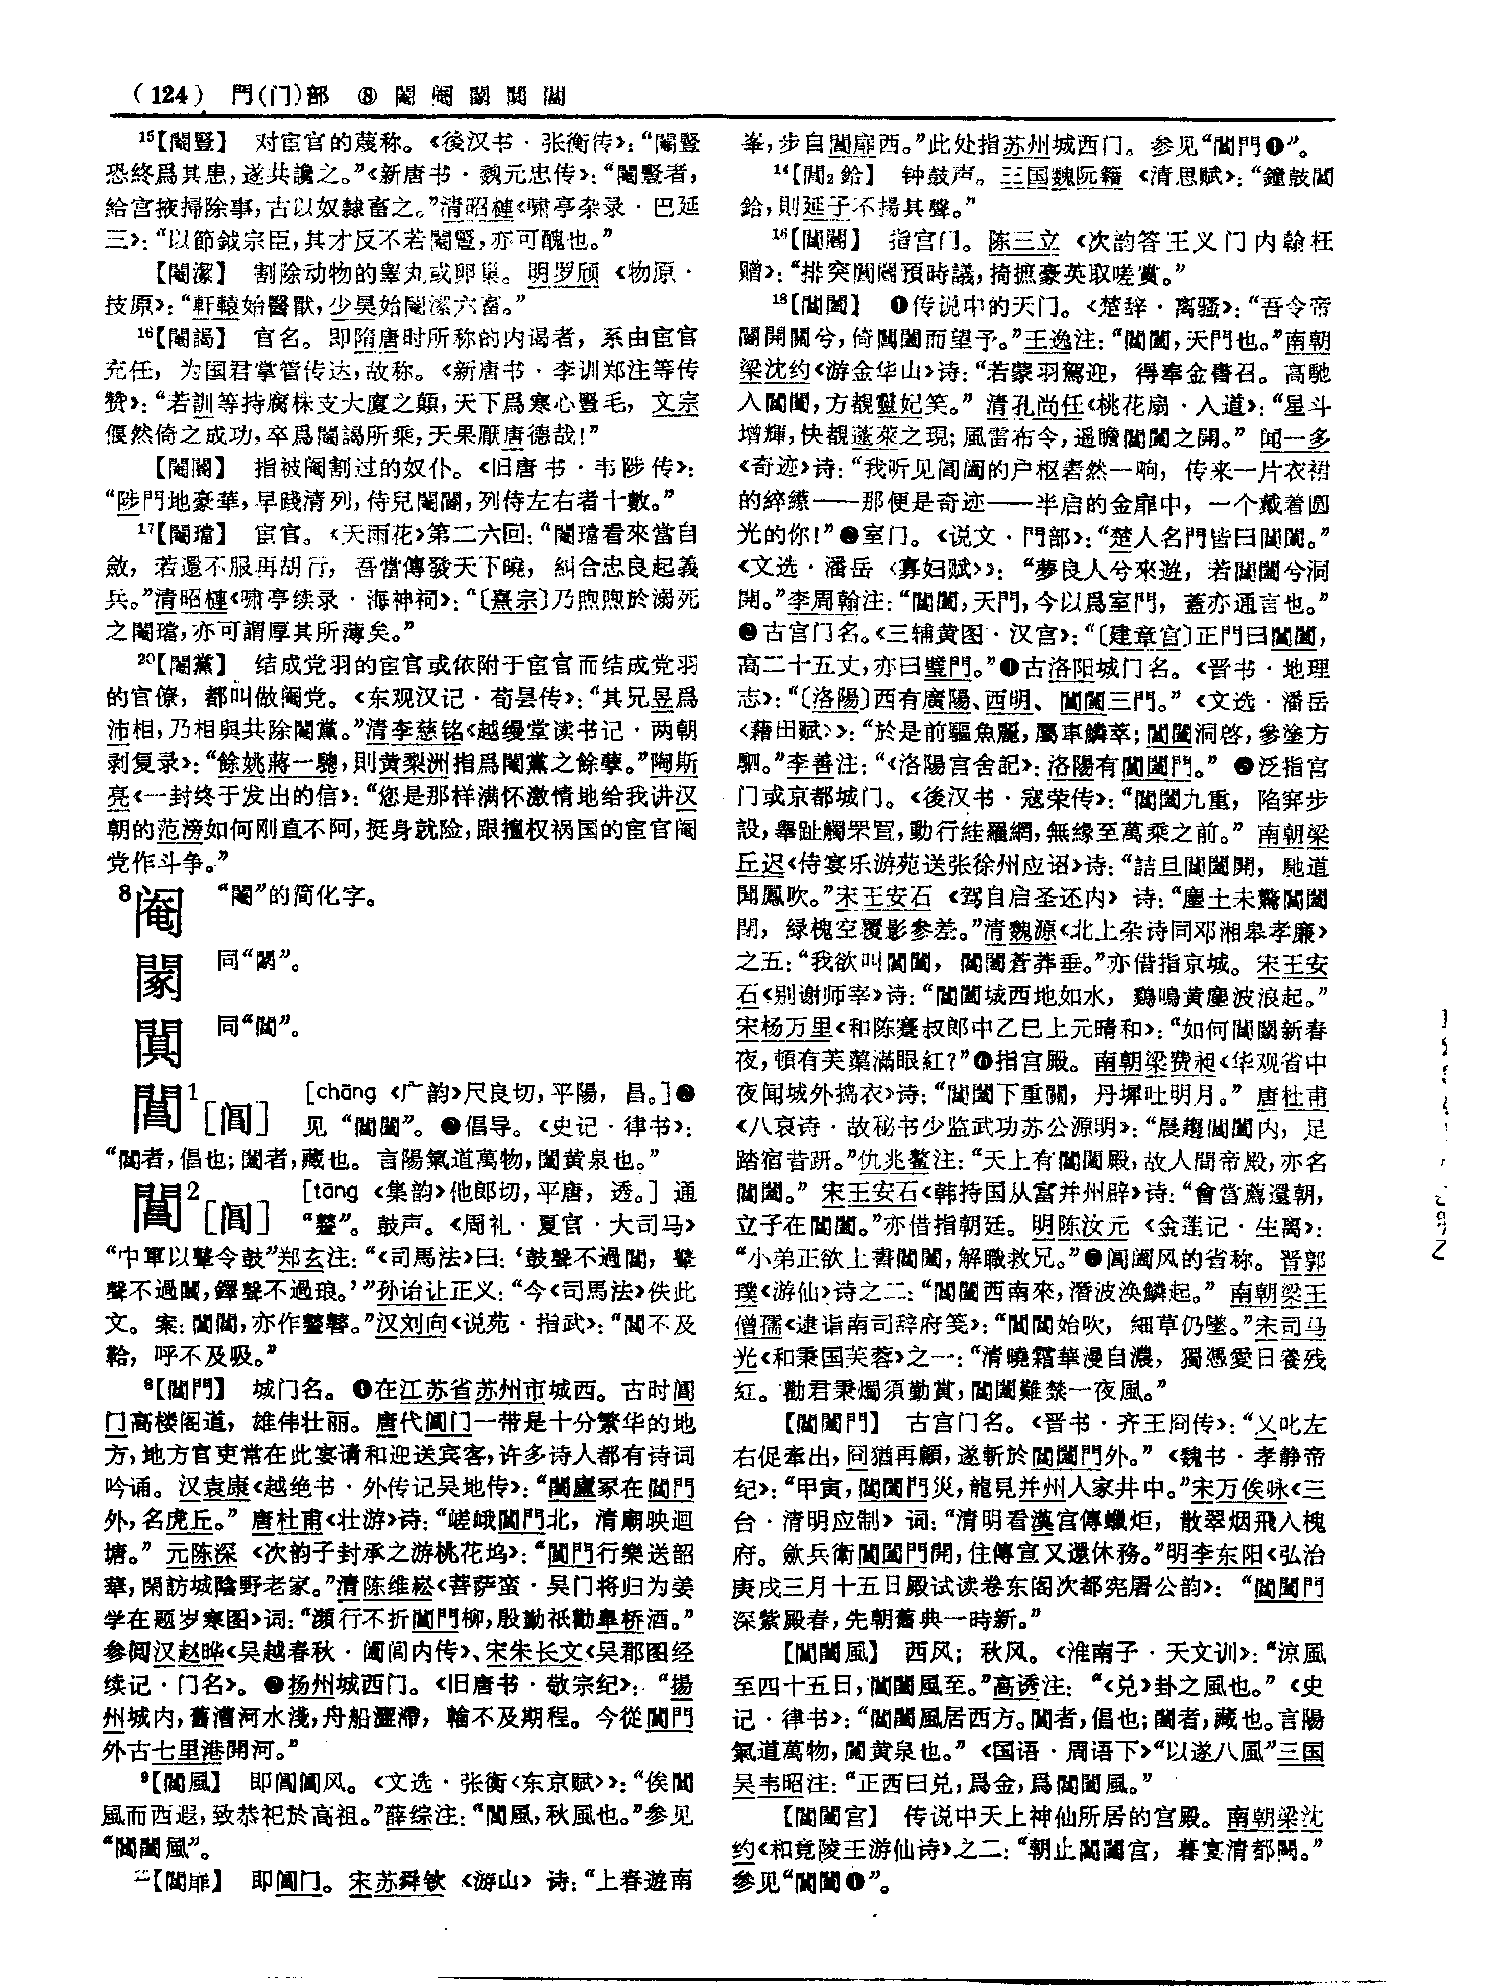 （124） 門(门)部 ⑧ 閹 阉 闂 閴 閶
15【閹豎】 对宦官的蔑称。《後汉书·张衡传》：“閹豎
恐終爲其患，遂共讒之。”《新唐书·魏元忠传》：“閹豎者，
給宫掖掃除事，古以奴隸畜之。”清昭槤《啸亭杂录·巴延
三》：“以節鉞宗臣，其才反不若閹豎，亦可醜也。”
【閹潔】 割除动物的睾丸或卵巢。明罗颀《物原·
技原》：“軒轅始醫獸，少昊始閹潔六畜。”
16【閹謁】 官名。即隋唐时所称的内谒者，系由宦官
充任，为国君掌管传达，故称。《新唐书·李训郑注等传
赞》：“若訓等持腐株支大廈之顛，天下爲寒心豎毛，文宗
偃然倚之成功，卒爲閹謁所乘，天果厭唐德哉！”
【閹閽】 指被阉割过的奴仆。《旧唐书·韦陟传》：
“陟門地豪華，早踐清列，侍兒閹閽，列侍左右者十數。”
17【閹璫】 宦官。《天雨花》第二六回：“閹璫看來當自
斂，若還不服再胡行，吾當傳發天下曉，糾合忠良起義
兵。”清昭槤《啸亭续录·海神祠》：“〔熹宗〕乃煦煦於溺死
之閹璫，亦可謂厚其所薄矣。”
20【閹黨】 结成党羽的宦官或依附于宦官而结成党羽
的官僚，都叫做阉党。《东观汉记·荀昙传》：“其兄昱爲
沛相，乃相與共除閹黨。”清李慈铭《越缦堂读书记·两朝
剥复录》：“餘姚蔣一驄，則黄梨洲指爲閹黨之餘孽。”陶斯
亮《一封终于发出的信》：“您是那样满怀激情地给我讲汉
朝的范滂如何刚直不阿，挺身就险，跟擅权祸国的宦官阉
党作斗争。”
8阉 “閹”的简化字。
同“閼”。
同“闐”。
閶1［阊］ ［chāng《广韵》尺良切，平陽，昌。］❶
见“閶闔”。❷倡导。《史记·律书》：
“閶者，倡也；闔者，藏也。言陽氣道萬物，闔黄泉也。”
閶2［阊］ ［tāng《集韵》他郎切，平唐，透。］通
“鼞”。鼓声。《周礼·夏官·大司马》
“中軍以鼙令鼓”郑玄注：“《司馬法》曰：‘鼓聲不過閶，鼙
聲不過闒，鐸聲不過琅。’”孙诒让正义：“今《司馬法》佚此
文。案：閶闒，亦作鼞鼛。”汉刘向《说苑·指武》：“閶不及
鞈，呼不及吸。”
8【閶門】 城门名。❶在江苏省苏州市城西。古时阊
门高楼阁道，雄伟壮丽。唐代阊门一带是十分繁华的地
方，地方官吏常在此宴请和迎送宾客，许多诗人都有诗词
吟诵。汉袁康《越绝书·外传记吴地传》：“闔廬冢在閶門
外，名虎丘。”唐杜甫《壮游》诗：“嵯峨閶門北，清廟映迴
塘。”元陈深《次韵子封承之游桃花坞》：“閶門行樂送韶
華，閑訪城陰野老家。”清陈维崧《菩萨蛮·吴门将归为姜
学在题岁寒图》词：“瀕行不折閶門柳，殷勤祇勸皋桥酒。”
参阅汉赵晔《吴越春秋·阖闾内传》、宋朱长文《吴郡图经
续记·门名》。❷扬州城西门。《旧唐书·敬宗纪》：“揚
州城内，舊漕河水淺，舟船澀滯，輸不及期程。今從閶門
外古七里港開河。”
9【閶風】 即阊阖风。《文选·张衡〈东京赋〉》：“俟閶
風而西遐，致恭祀於高祖。”薛综注：“閶風，秋風也。”参见
“閶闔風”。
12【閶扉】 即阊门。宋苏舜钦《游山》诗：“上春遊南
峯，步自閶扉西。”此处指苏州城西门。参见“閶門❶”。
14【閶2鉿】 钟鼓声。三国魏阮籍《清思赋》：“鐘鼓閶
鉿，則延子不揚其聲。”
16【閶閤】 指宫门。陈三立《次韵答王义门内翰枉
赠》：“排突閶閤預時議，掎摭豪英取嗟賞。”
18【閶闔】 ❶传说中的天门。《楚辞·离骚》：“吾令帝
閽開關兮，倚閶闔而望予。”王逸注：“閶闔，天門也。”南朝
梁沈约《游金华山》诗：“若蒙羽駕迎，得奉金書召。高馳
入閶闔，方覩靈妃笑。”清孔尚任《桃花扇·入道》：“星斗
增輝，快覩蓬萊之現；風雷布令，遥瞻閶闔之開。”闻一多
《奇迹》诗：“我听见阊阖的户枢砉然一响，传来一片衣裙
的綷縩——那便是奇迹——半启的金扉中，一个戴着圆
光的你！”❷室门。《说文·門部》：“楚人名門皆曰閶闔。”
《文选·潘岳〈寡妇赋〉》：“夢良人兮來遊，若閶闔兮洞
開。”李周翰注：“閶闔，天門，今以爲室門，蓋亦通言也。”
❸古宫门名。《三辅黄图·汉宫》：“〔建章宫〕正門曰閶闔，
高二十五丈，亦曰璧門。”❹古洛阳城门名。《晋书·地理
志》：“〔洛陽〕西有廣陽、西明、閶闔三門。”《文选·潘岳
〈藉田赋〉》：“於是前驅魚麗，屬車鱗萃；閶闔洞啓，參塗方
駟。”李善注：“《洛陽宫舍記》：洛陽有閶闔門。”❺泛指宫
门或京都城门。《後汉书·寇荣传》：“閶闔九重，陷穽步
設，舉趾觸罘罝，動行絓羅網，無緣至萬乘之前。”南朝梁
丘迟《侍宴乐游苑送张徐州应诏》诗：“詰旦閶闔開，馳道
聞鳳吹。”宋王安石《驾自启圣还内》诗：“塵土未驚閶闔
閉，緑槐空覆影參差。”清魏源《北上杂诗同邓湘皋孝廉》
之五：“我欲叫閶闔，閶闔蒼莽垂。”亦借指京城。宋王安
石《别谢师宰》诗：“閶闔城西地如水，鷄鳴黄塵波浪起。”
宋杨万里《和陈蹇叔郎中乙巳上元晴和》：“如何閶闔新春
夜，頓有芙蕖滿眼紅？”❻指宫殿。南朝梁费昶《华观省中
夜闻城外捣衣》诗：“閶闔下重關，丹墀吐明月。”唐杜甫
《八哀诗·故秘书少监武功苏公源明》：“晨趨閶闔内，足
踏宿昔趼。”仇兆鳌注：“天上有閶闔殿，故人間帝殿，亦名
閶闔。”宋王安石《韩持国从富并州辟》诗：“會當薦還朝，
立子在閶闔。”亦借指朝廷。明陈汝元《金莲记·生离》：
“小弟正欲上書閶闔，解職救兄。”❼阊阖风的省称。晋郭
璞《游仙》诗之二：“閶闔西南來，潛波涣鱗起。”南朝梁王
僧孺《逮诣南司辞府笺》：“閶闔始吹，細草仍墜。”宋司马
光《和秉国芙蓉》之一：“清曉霜華漫自濃，獨憑愛日養残
红。勸君秉燭須勤賞，閶闔難禁一夜風。”
【閶闔門】 古宫门名。《晋书·齐王冏传》：“乂叱左
右促牽出，冏猶再顧，遂斬於閶闔門外。”《魏书·孝静帝
纪》：“甲寅，閶闔門災，龍見并州人家井中。”宋万俟咏《三
台·清明应制》词：“清明看漢宫傳蠟炬，散翠烟飛入槐
府。斂兵衛閶闔門開，住傳宣又還休務。”明李东阳《弘治
庚戌三月十五日殿试读卷东阁次都宪屠公韵》：“閶闔門
深紫殿春，先朝舊典一時新。”
【閶闔風】 西风；秋风。《淮南子·天文训》：“涼風
至四十五日，閶闔風至。”高诱注：“《兑》卦之風也。”《史
记·律书》：“閶闔風居西方。閶者，倡也；闔者，藏也。言陽
氣道萬物，闔黄泉也。”《国语·周语下》“以遂八風”三国
吴韦昭注：“正西曰兑，爲金，爲閶闔風。”
【閶闔宫】 传说中天上神仙所居的宫殿。南朝梁沈
约《和竟陵王游仙诗》之二：“朝止閶闔宫，暮宴清都闕。”
参见“閶闔❶”。